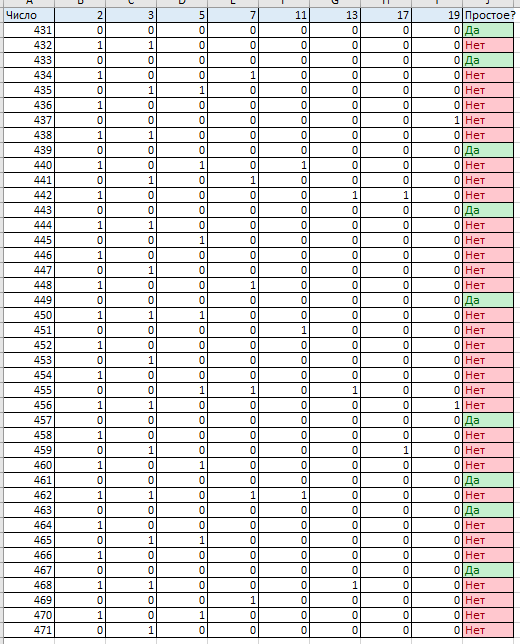 Число 2 3 5 7 11 13 17 19 Простое?
431 0 0 0 0 0 0 0 0 Да
432 1 1 0 0 0 0 0 0 Нет
433 0 0 0 0 0 0 0 0 Да
434 1 0 0 1 0 0 0 0 Нет
435 0 1 1 0 0 0 0 0 Нет
436 1 0 0 0 0 0 0 0 Нет
437 0 0 0 0 0 0 0 1 Нет
438 1 1 0 0 0 0 0 0 Нет
439 0 0 0 0 0 0 0 0 Да
440 1 0 1 0 1 0 0 0 Нет
441 0 1 0 1 0 0 0 0 Нет
442 1 0 0 0 0 1 1 0 Нет
443 0 0 0 0 0 0 0 0 Да
444 1 1 0 0 0 0 0 0 Нет
445 0 0 1 0 0 0 0 0 Нет
446 1 0 0 0 0 0 0 0 Нет
447 0 1 0 0 0 0 0 0 Нет
448 1 0 0 1 0 0 0 0 Нет
449 0 0 0 0 0 0 0 0 Да
450 1 1 1 0 0 0 0 0 Нет
451 0 0 0 0 1 0 0 0 Нет
452 1 0 0 0 0 0 0 0 Нет
453 0 1 0 0 0 0 0 0 Нет
454 1 0 0 0 0 0 0 0 Нет
455 0 0 1 1 0 1 0 0 Нет
456 1 1 0 0 0 0 0 1 Нет
457 0 0 0 0 0 0 0 0 Да
458 1 0 0 0 0 0 0 0 Нет
459 0 1 0 0 0 0 1 0 Нет
460 1 0 1 0 0 0 0 0 Нет
461 0 0 0 0 0 0 0 0 Да
462 1 1 0 1 1 0 0 0 Нет
463 0 0 0 0 0 0 0 0 Да
464 1 0 0 0 0 0 0 0 Нет
465 0 1 1 0 0 0 0 0 Нет
466 1 0 0 0 0 0 0 0 Нет
467 0 0 0 0 0 0 0 0 Да
468 1 1 0 0 0 1 0 0 Нет
469 0 0 0 1 0 0 0 0 Нет
470 1 0 1 0 0 0 0 0 Нет
471 0 1 0 0 0 0 0 0 Нет